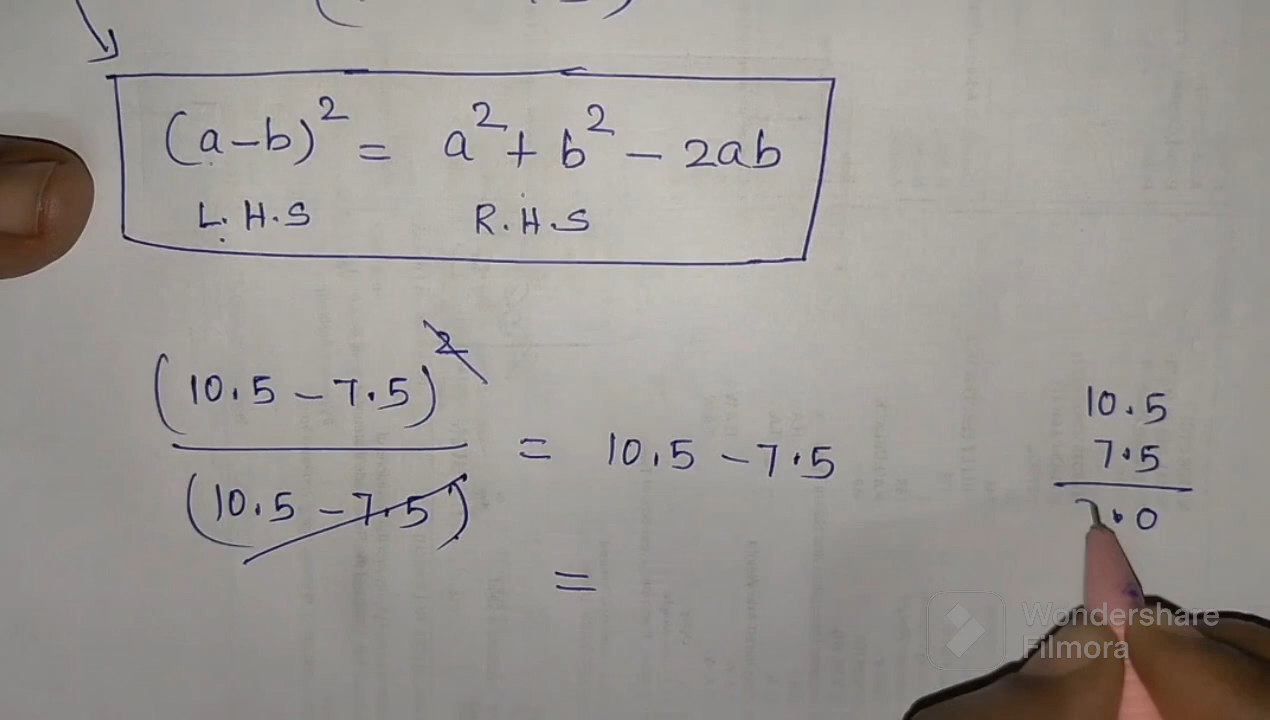 (a-b)² = a² + b² - 2ab
L.H.S R.H.S
(10.5 - 7.5)²
(10.5 - 7.5)
= 10.5 - 7.5
=
10.5
7.5
.0
Wondershare
Filmora